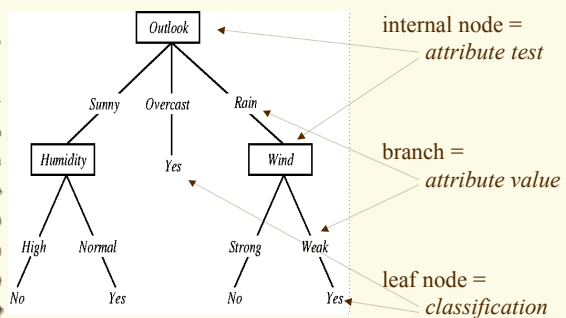 Outlook
internal node =
attribute test
Sunny Overcast Rain
Humidity Yes Wind
branch =
attribute value
High Normal Strong Weak
leaf node =
No Yes No Yes
classification